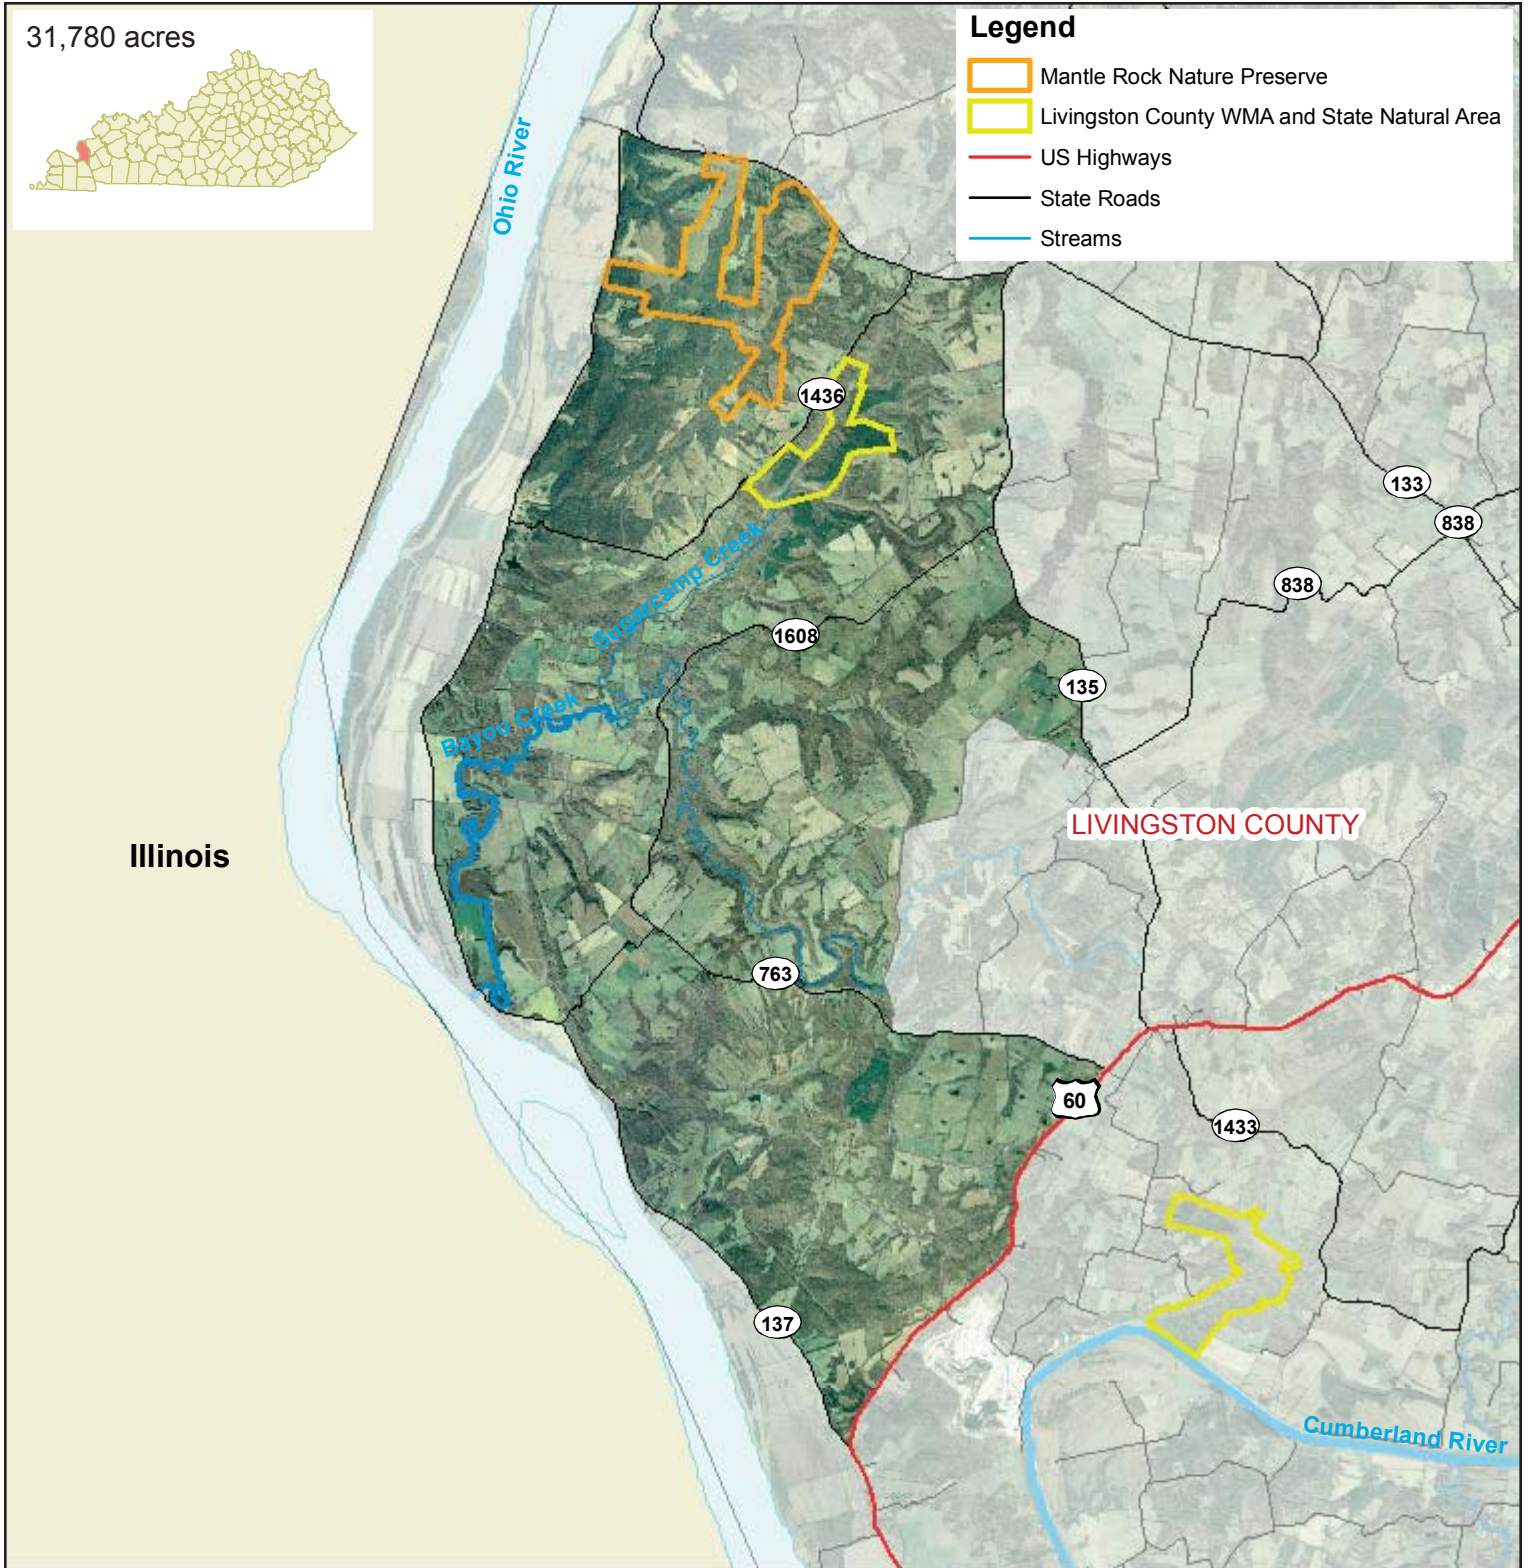 31,780 acres
Legend
Mantle Rock Nature Preserve
Livingston County WMA and State Natural Area
US Highways
State Roads
Streams
Ohio River
1436
133
838
838
Sugarcamp Creek
1608
135
Bayou Creek
LIVINGSTON COUNTY
Illinois
763
60
1433
137
Cumberland River